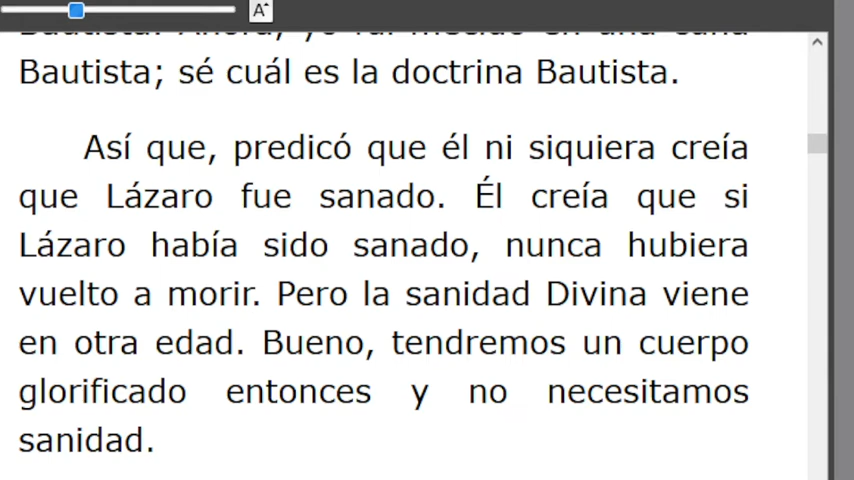 A
Bautista; sé cuál es la doctrina Bautista.
Así que, predicó que él ni siquiera creía
que Lázaro fue sanado. Él creía que si
Lázaro había sido sanado, nunca hubiera
vuelto a morir. Pero la sanidad Divina viene
en otra edad. Bueno, tendremos un cuerpo
glorificado entonces y no necesitamos
sanidad.